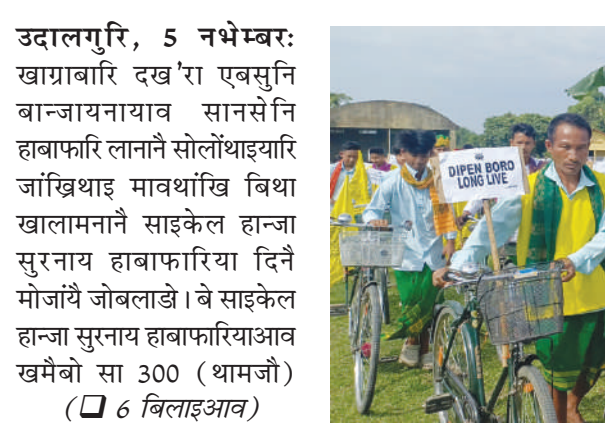 उदालगुरि, 5 नभेम्बर:
खाग्राबारि दख'रा एबसुनि
बान्जायनायाव सानसेनि
हाबाफारि लानानै सोलोंथाइयारि
जांख्रिथाइ मावथांखि बिथा
खालामनानै साइकेल हान्जा
सुरनाय हाबाफारिया दिनै
मोजांयै जोबलाङो। बे साइकेल
हान्जा सुरनाय हाबाफारियाआव
खमैबो सा 300 (थामजौ)
(❑ 6 बिलाइआव)
DIPEN BORO
LONG LIVE